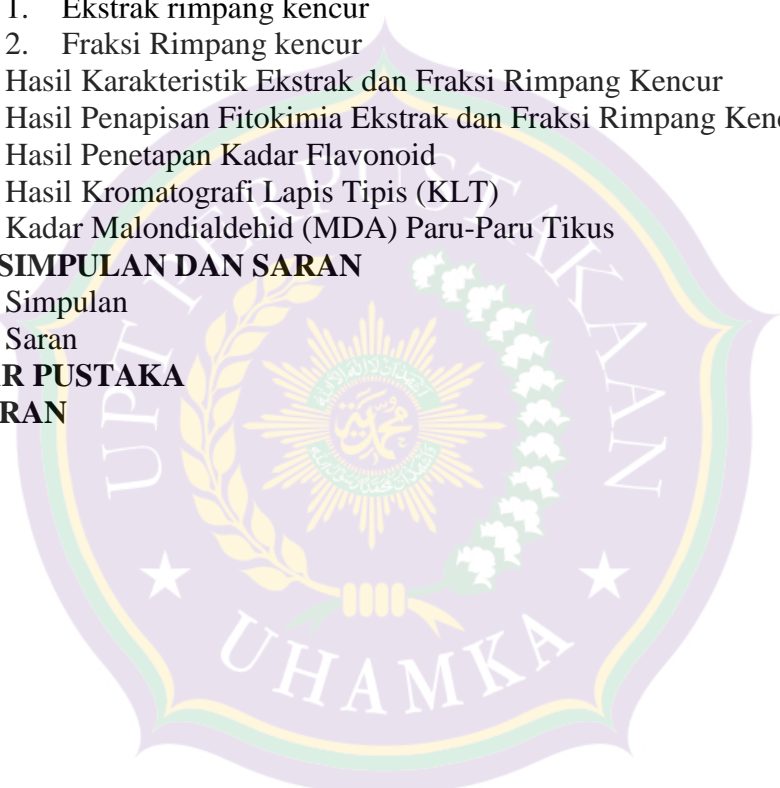 1. Ekstrak rimpang kencur
2. Fraksi Rimpang kencur
Hasil Karakteristik Ekstrak dan Fraksi Rimpang Kencur
Hasil Penapisan Fitokimia Ekstrak dan Fraksi Rimpang Kenc
Hasil Penetapan Kadar Flavonoid
Hasil Kromatografi Lapis Tipis (KLT)
Kadar Malondialdehid (MDA) Paru-Paru Tikus
SIMPULAN DAN SARAN
Simpulan
Saran
R PUSTAKA
RAN
UPT PERPUSTAKAAN
UHAMKA